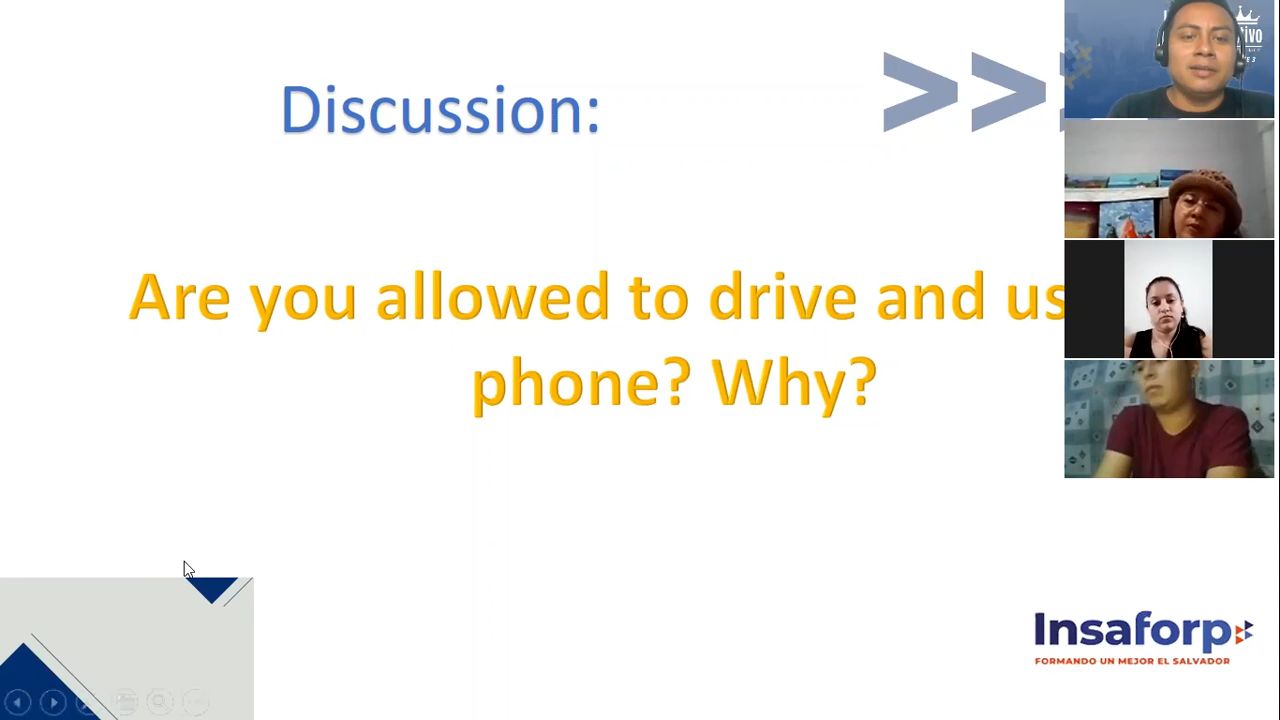 Discussion:
>>
Are you allowed to drive and us
phone? Why?
Insaforp
FORMANDO UN MEJOR EL SALVADOR